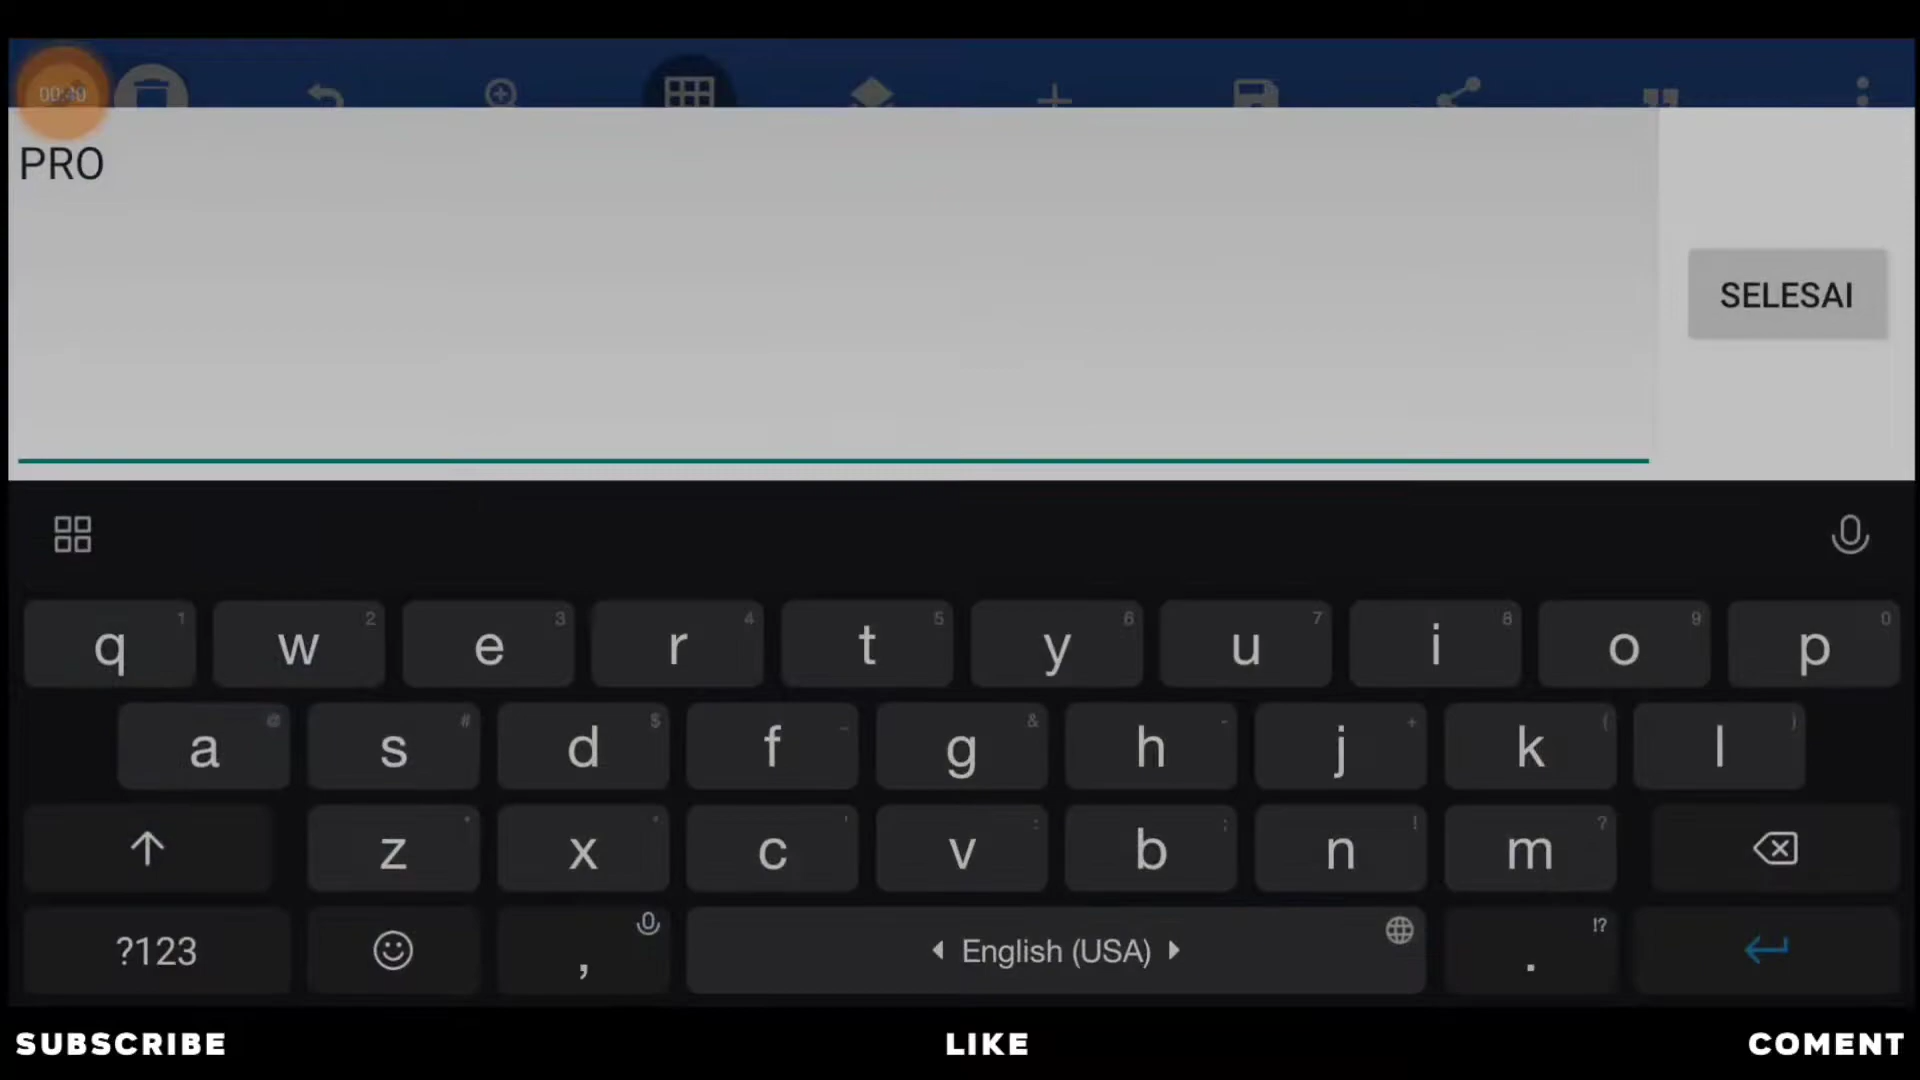 00:40
PRO
SELESAI
q 1 w 2 e 3 r 4 t 5 y 6 u 7 i 8 o 9 p 0
a @ s # d $ f _ g & h - j + k ( l )
z x c ' v : b ; n ! m ?
?123 , English (USA) . !?
SUBSCRIBE LIKE COMENT